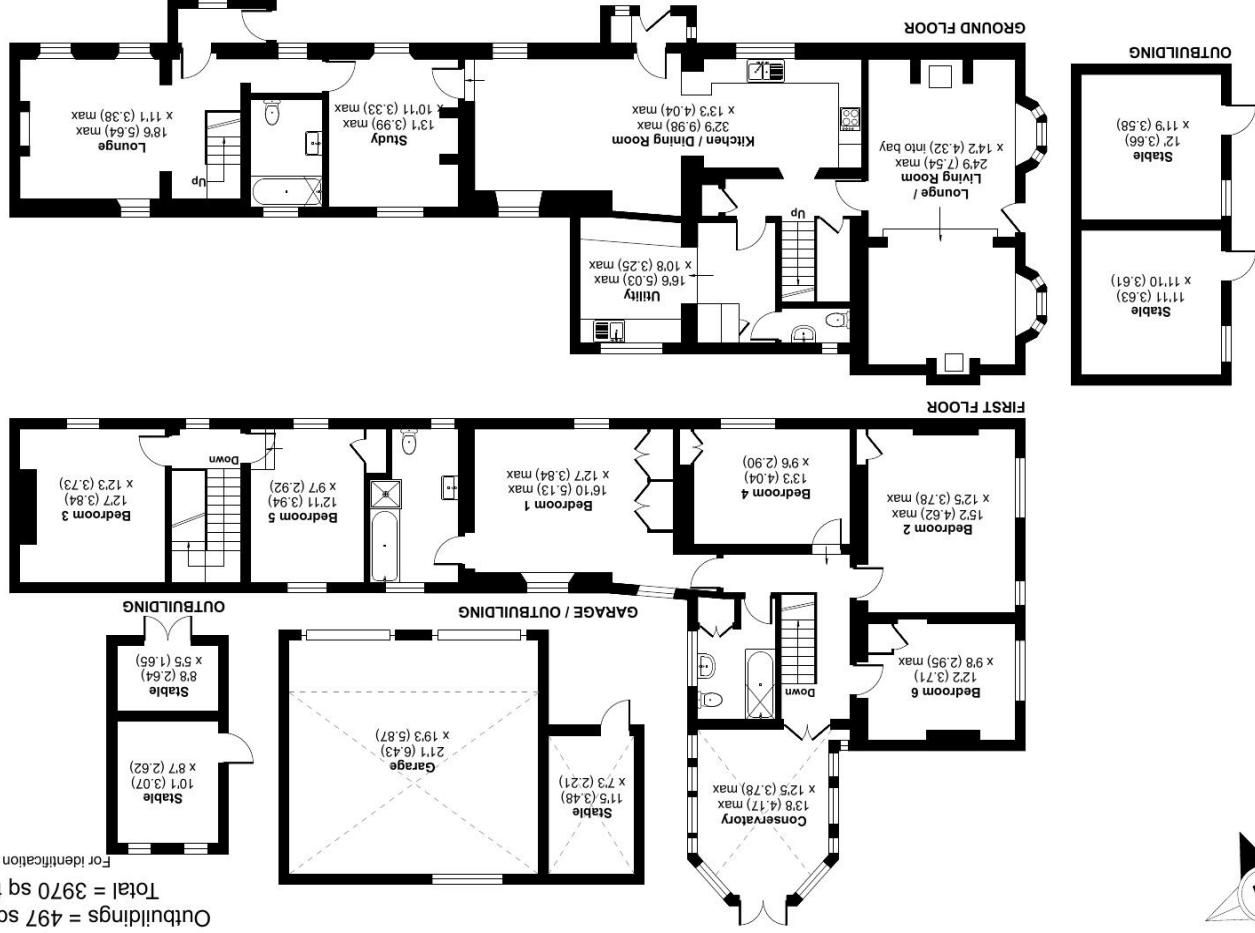 Outbuildings = 497 sq
Total = 3970 sq
For identification
Conservatory
13'8 (4.17) max
x 12'5 (3.78) max
Stable
11'5 (3.48)
x 7'3 (2.21)
Garage
21'1 (6.43)
x 19'3 (5.87)
Stable
10'1 (3.07)
x 8'7 (2.62)
Stable
8'8 (2.64)
x 5'5 (1.65)
Bedroom 6
12'2 (3.71)
x 9'8 (2.95) max
Down
GARAGE / OUTBUILDING
OUTBUILDING
Bedroom 2
15'2 (4.62) max
x 12'5 (3.78) max
Bedroom 4
13'3 (4.04)
x 9'6 (2.90)
Bedroom 1
16'10 (5.13) max
x 12'7 (3.84) max
Bedroom 5
12'11 (3.94)
x 9'7 (2.92)
Down
Bedroom 3
12'7 (3.84)
x 12'3 (3.73)
FIRST FLOOR
Stable
11'11 (3.63)
x 11'10 (3.61)
Stable
12' (3.66)
x 11'9 (3.58)
OUTBUILDING
Utility
16'6 (5.03) max
x 10'8 (3.25) max
Up
Lounge /
Living Room
24'9 (7.54) max
x 14'2 (4.32) into bay
Kitchen / Dining Room
32'9 (9.98) max
x 13'3 (4.04) max
Study
13'1 (3.99) max
x 10'11 (3.33) max
Up
Lounge
18'6 (5.64) max
x 11'1 (3.38) max
GROUND FLOOR